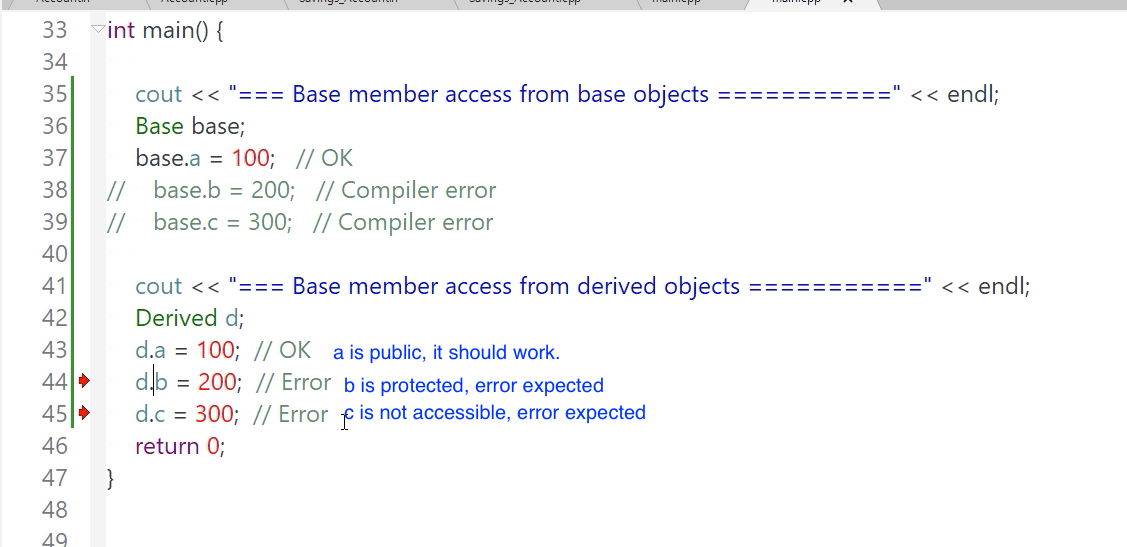 33 int main() {
34
35 cout << "=== Base member access from base objects ===========" << endl;
36 Base base;
37 base.a = 100; // OK
38 // base.b = 200; // Compiler error
39 // base.c = 300; // Compiler error
40
41 cout << "=== Base member access from derived objects ===========" << endl;
42 Derived d;
43 d.a = 100; // OK a is public, it should work.
44 d.b = 200; // Error b is protected, error expected
45 d.c = 300; // Error c is not accessible, error expected
46 return 0;
47 }
48
49